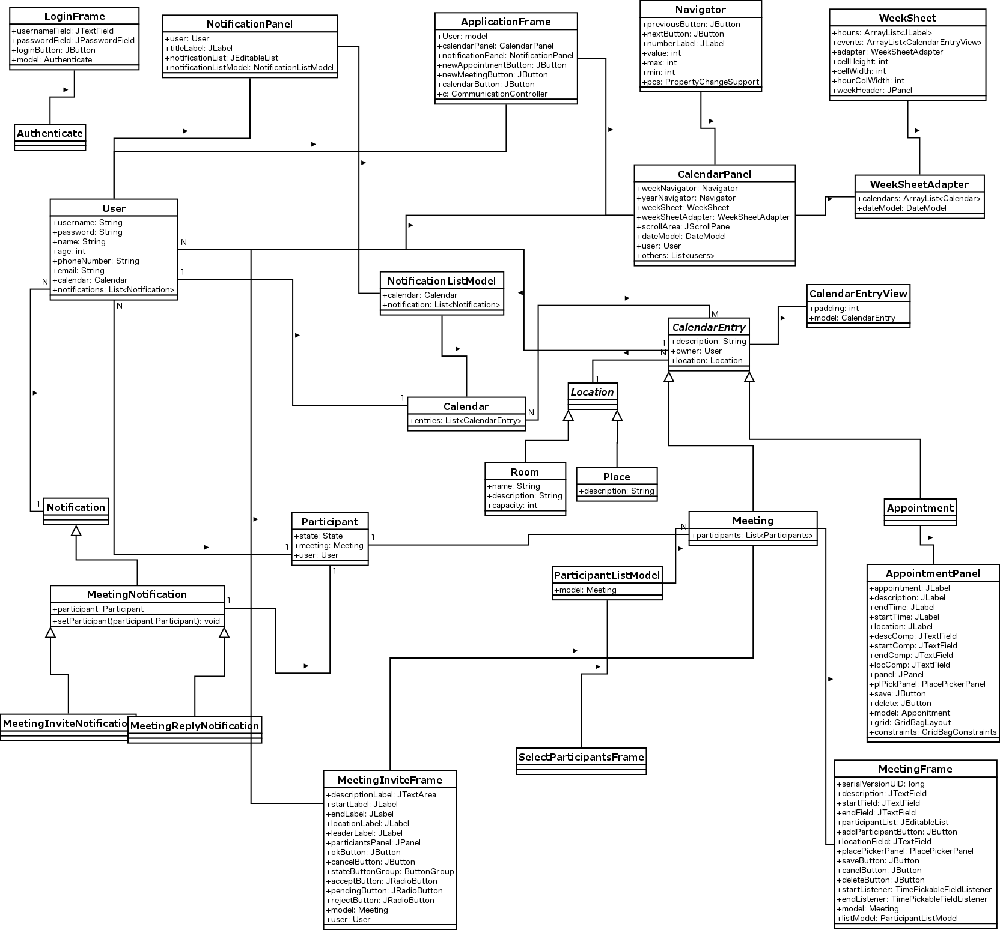 LoginFrame
+usernameField: JTextField
+passwordField: JPasswordField
+loginButton: JButton
+model: Authenticate
NotificationPanel
+user: User
+titleLabel: JLabel
+notificationList: JEditableList
+notificationListModel: NotificationListModel
ApplicationFrame
+User: model
+calendarPanel: CalendarPanel
+notificationPanel: NotificationPanel
+newAppointmentButton: JButton
+newMeetingButton: JButton
+calendarButton: JButton
+c: CommunicationController
Navigator
+previousButton: JButton
+nextButton: JButton
+numberLabel: JLabel
+value: int
+max: int
+min: int
+pcs: PropertyChangeSupport
WeekSheet
+hours: ArrayList<JLabel>
+events: ArrayList<CalendarEntryView>
+adapter: WeekSheetAdapter
+cellHeight: int
+cellWidth: int
+hourColWidth: int
+weekHeader: JPanel
Authenticate
CalendarPanel
+weekNavigator: Navigator
+yearNavigator: Navigator
+weekSheet: WeekSheet
+weekSheetAdapter: WeekSheetAdapter
+scrollArea: JScrollPane
+dateModel: DateModel
+user: User
+others: List<users>
WeekSheetAdapter
+calendars: ArrayList<Calendar>
+dateModel: DateModel
User
+username: String
+password: String
+name: String
+age: int
+phoneNumber: String
+email: String
+calendar: Calendar
+notifications: List<Notification>
N
1
N
N
NotificationListModel
+calendar: Calendar
+notification: List<Notification>
CalendarEntryView
+padding: int
+model: CalendarEntry
M
CalendarEntry
+description: String
+owner: User
+location: Location
1
N
1
Location
1
Calendar
+entries: List<CalendarEntry>
N
Room
+name: String
+description: String
+capacity: int
Place
+description: String
1
Notification
Participant
+state: State
+meeting: Meeting
+user: User
1
1
1
Meeting
+participants: List<Participants>
N
Appointment
ParticipantListModel
+model: Meeting
AppointmentPanel
+appointment: JLabel
+description: JLabel
+endTime: JLabel
+startTime: JLabel
+location: JLabel
+descComp: JTextField
+startComp: JTextField
+endComp: JTextField
+locComp: JTextField
+panel: JPanel
+plPickPanel: PlacePickerPanel
+save: JButton
+delete: JButton
+model: Apponitment
+grid: GridBagLayout
+constraints: GridBagConstraints
MeetingNotification
+participant: Participant
+setParticipant(participant:Participant): void
1
MeetingInviteNotificatio
MeetingReplyNotification
SelectParticipantsFrame
MeetingInviteFrame
+descriptionLabel: JTextArea
+startLabel: JLabel
+endLabel: JLabel
+locationLabel: JLabel
+leaderLabel: JLabel
+particiantsPanel: JPanel
+okButton: JButton
+cancelButton: JButton
+stateButtonGroup: ButtonGroup
+acceptButton: JRadioButton
+pendingButton: JRadioButton
+rejectButton: JRadioButton
+model: Meeting
+user: User
MeetingFrame
+serialVersionUID: long
+description: JTextField
+startField: JTextField
+endField: JTextField
+participantList: JEditableList
+addParticipantButton: JButton
+locationField: JTextField
+placePickerPanel: PlacePickerPanel
+saveButton: JButton
+canelButton: JButton
+deleteButton: JButton
+startListener: TimePickableFieldListener
+endListener: TimePickableFieldListener
+model: Meeting
+listModel: ParticipantListModel